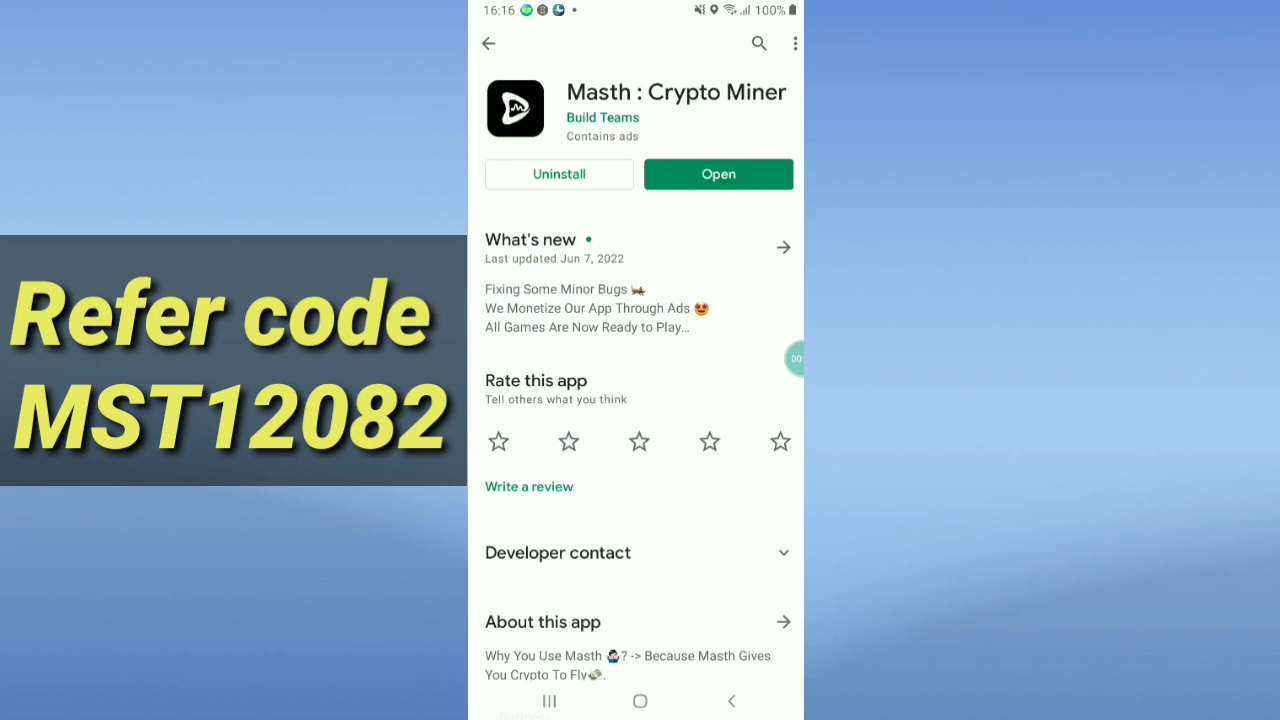 16:16
100%
Masth : Crypto Miner
Build Teams
Contains ads
Uninstall
Open
What's new
Last updated Jun 7, 2022
Fixing Some Minor Bugs 🦗
We Monetize Our App Through Ads 😍
All Games Are Now Ready to Play...
00:
Rate this app
Tell others what you think
Write a review
Developer contact
About this app
Why You Use Masth 🤷🏻‍♂️? -> Because Masth Gives
You Crypto To Fly💸.
Business
Refer code
MST12082